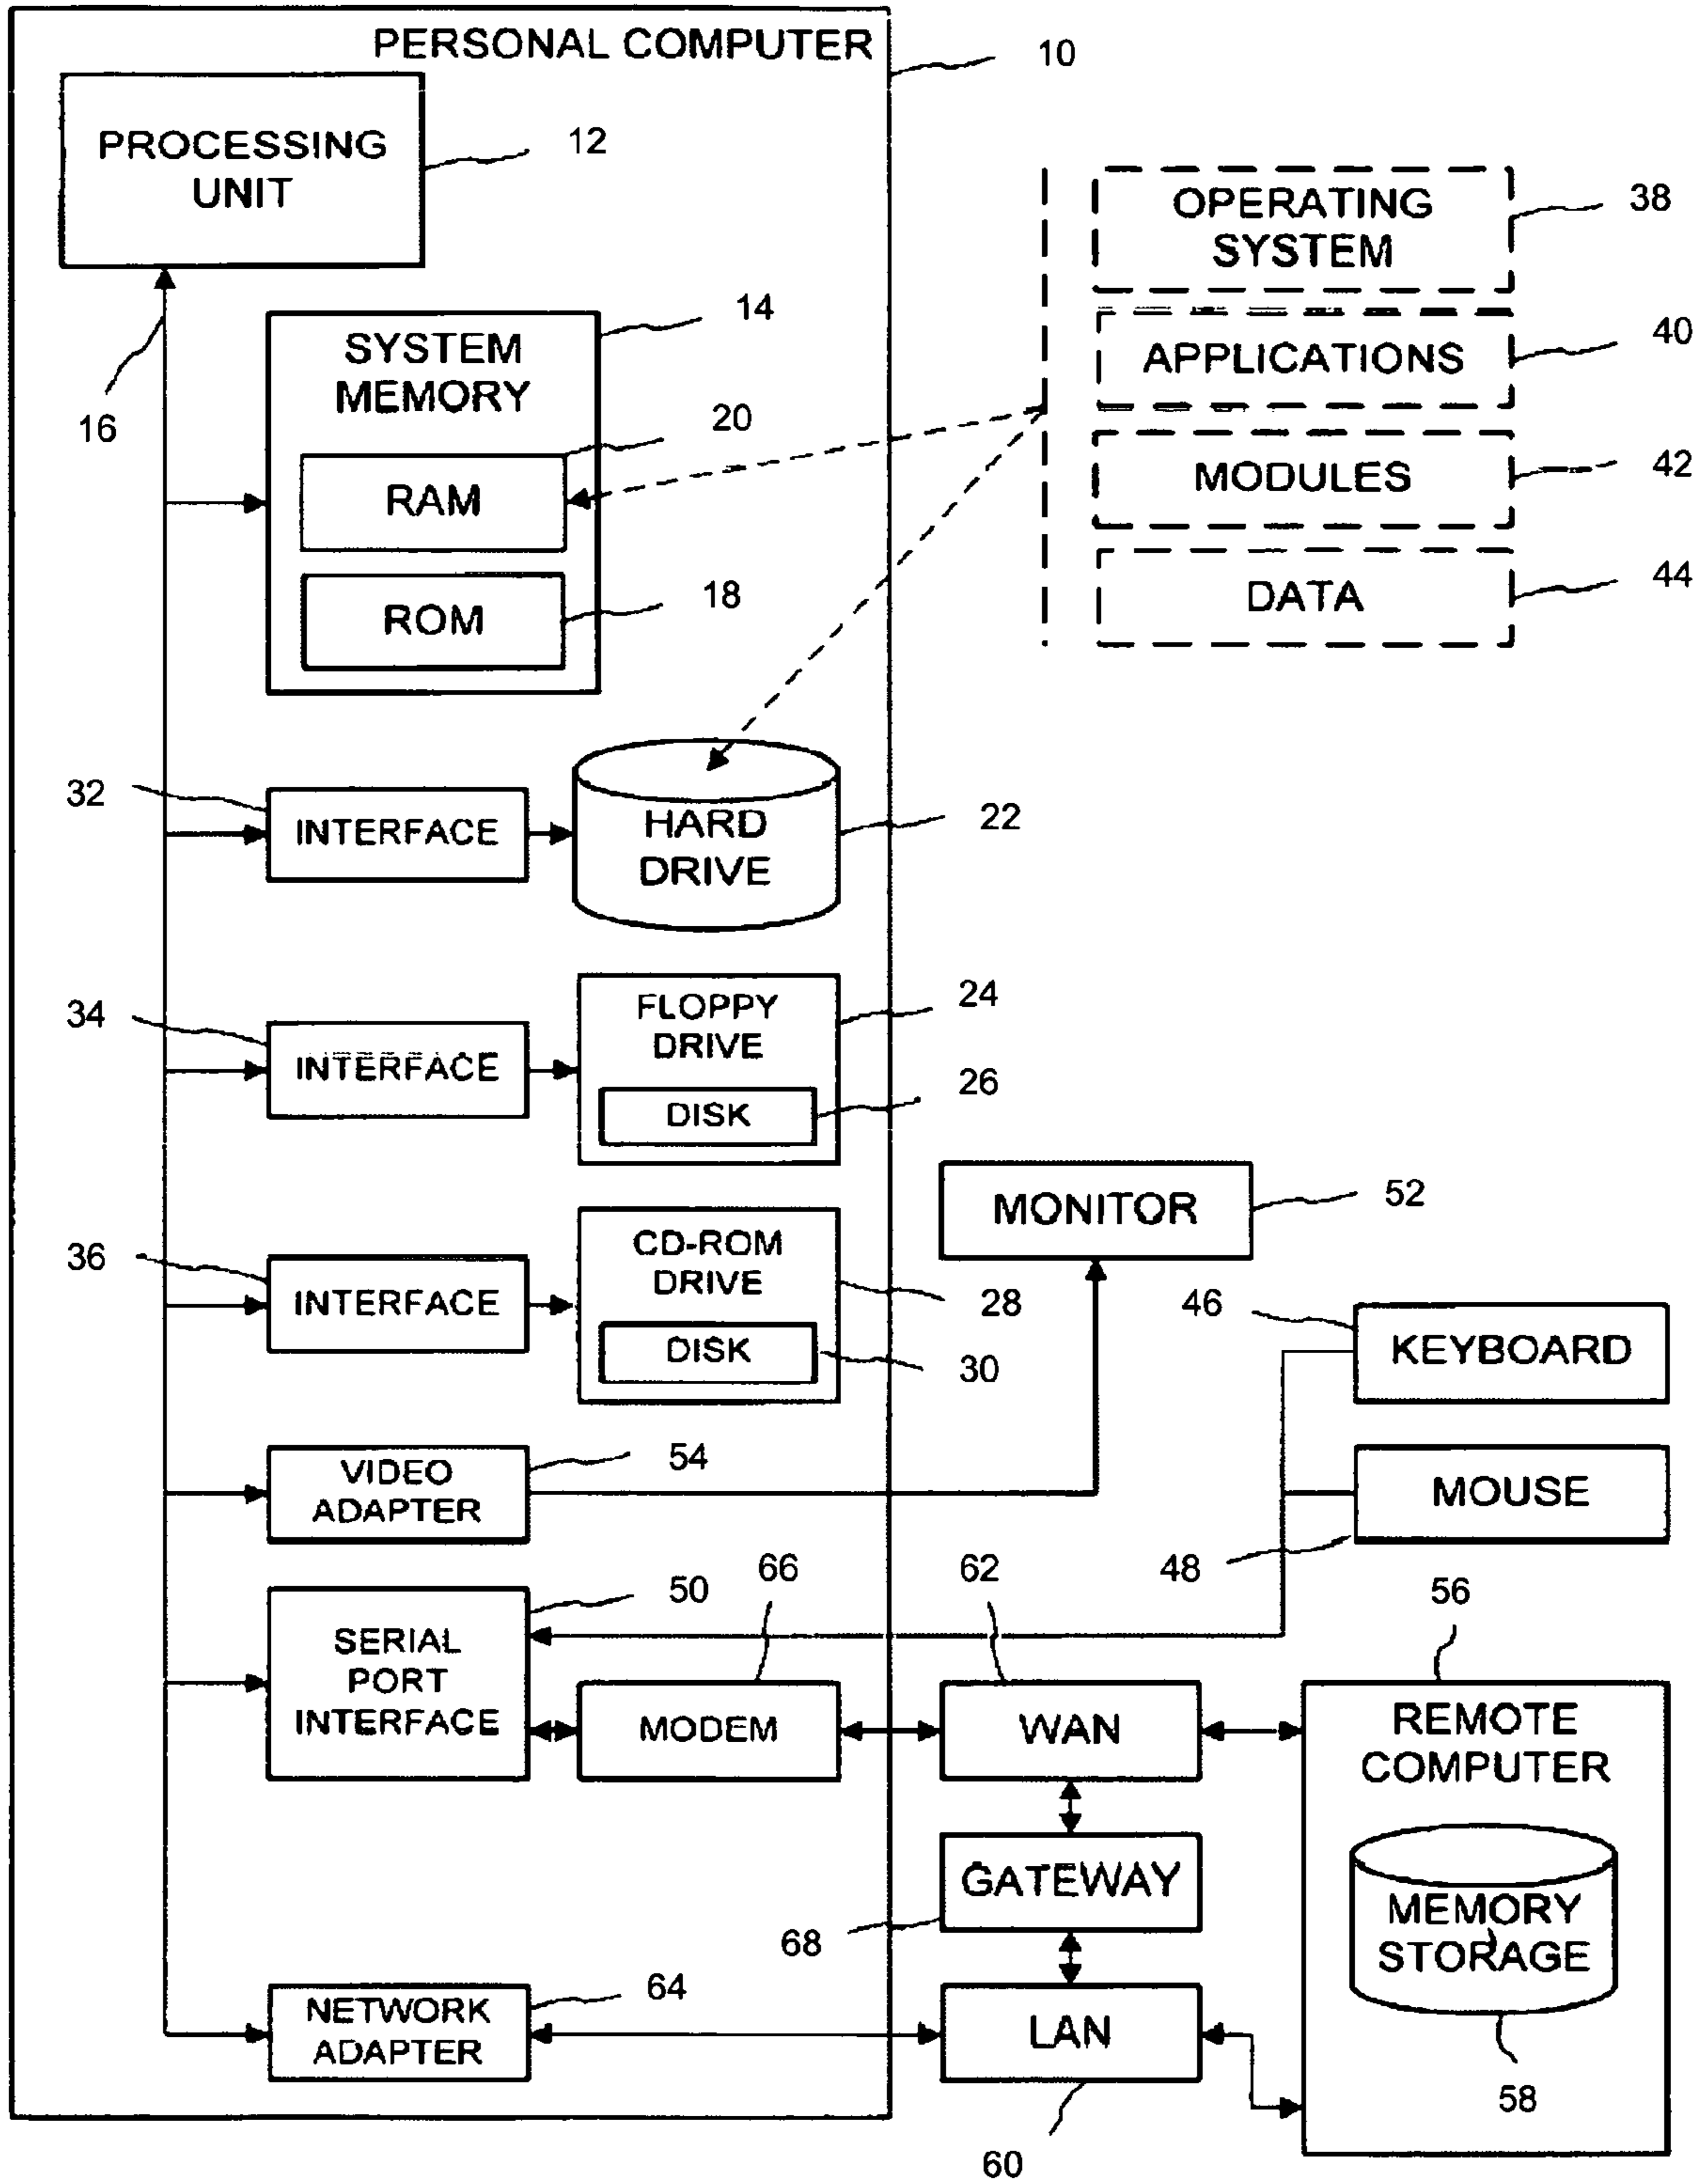 PERSONAL COMPUTER
10
PROCESSING
UNIT
12
16
SYSTEM
MEMORY
14
20
RAM
ROM
18
OPERATING
SYSTEM
38
APPLICATIONS
40
MODULES
42
DATA
44
32
INTERFACE
HARD
DRIVE
22
34
INTERFACE
FLOPPY
DRIVE
24
DISK
26
36
INTERFACE
CD-ROM
DRIVE
28
DISK
30
MONITOR
52
46
KEYBOARD
MOUSE
48
VIDEO
ADAPTER
54
SERIAL
PORT
INTERFACE
50
66
MODEM
62
WAN
56
REMOTE
COMPUTER
MEMORY
STORAGE
58
GATEWAY
68
NETWORK
ADAPTER
64
LAN
60